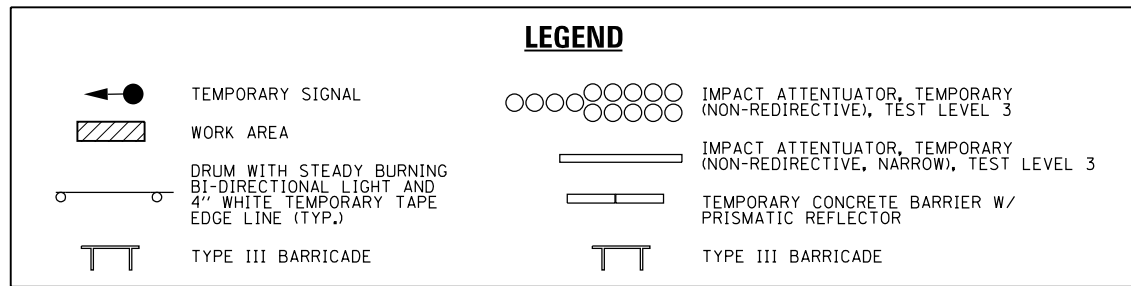 LEGEND
TEMPORARY SIGNAL
WORK AREA
DRUM WITH STEADY BURNING
BI-DIRECTIONAL LIGHT AND
4" WHITE TEMPORARY TAPE
EDGE LINE (TYP.)
TYPE III BARRICADE
IMPACT ATTENUATOR, TEMPORARY
(NON-REDIRECTIVE), TEST LEVEL 3
IMPACT ATTENUATOR, TEMPORARY
(NON-REDIRECTIVE, NARROW), TEST LEVEL 3
TEMPORARY CONCRETE BARRIER W/
PRISMATIC REFLECTOR
TYPE III BARRICADE